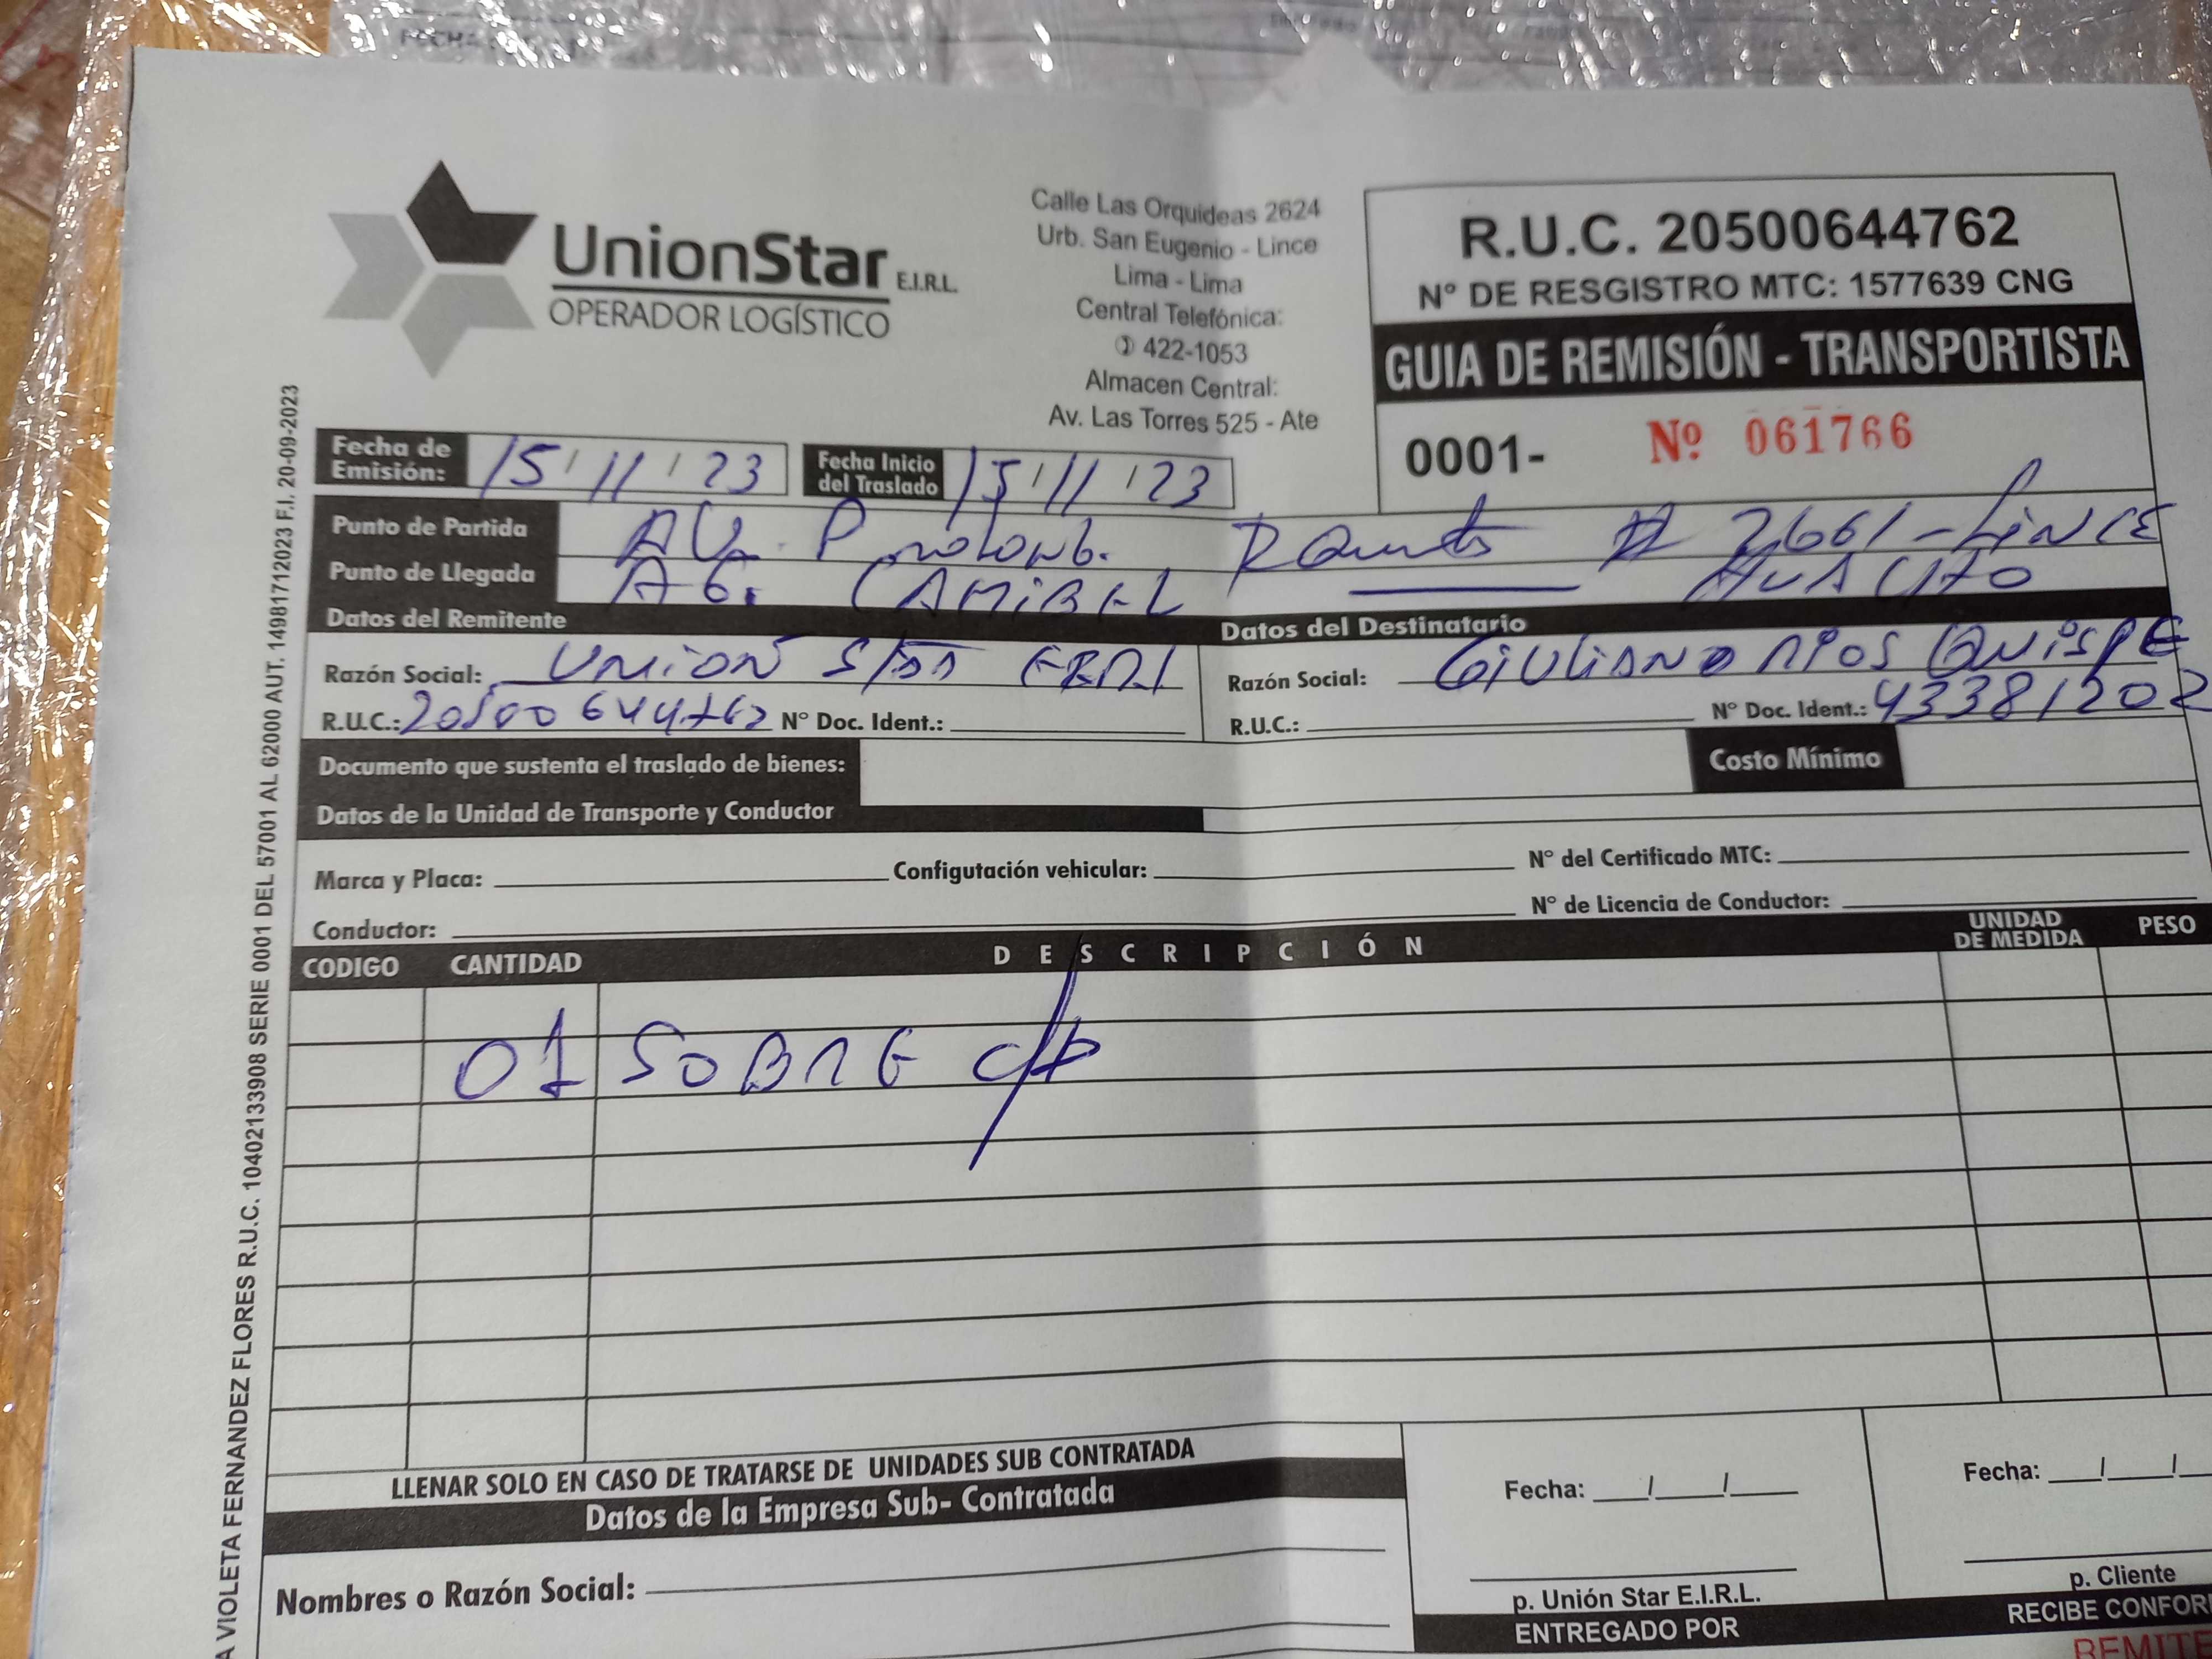 UnionStar E.I.R.L.
OPERADOR LOGÍSTICO
Calle Las Orquideas 2624
Urb. San Eugenio - Lince
Lima - Lima
Central Telefónica:
422-1053
Almacen Central:
Av. Las Torres 525 - Ate
R.U.C. 20500644762
Nº DE RESGISTRO MTC: 1577639 CNG
GUIA DE REMISIÓN - TRANSPORTISTA
0001- Nº 061766
Fecha de Emisión: 15/11/23 Fecha Inicio del Traslado 15/11/23
Punto de Partida AV. Prolong. # 2661 - LINCE
Punto de Llegada AG. HUACHO
Datos del Remitente Datos del Destinatario
Razón Social: UNION STAR Razón Social: GIULIANO RIOS QUISPE
R.U.C.: 20500644762 N° Doc. Ident.: R.U.C.: N° Doc. Ident.: 43381202
Documento que sustenta el traslado de bienes: Costo Mínimo
Datos de la Unidad de Transporte y Conductor
Marca y Placa: Configutación vehicular: N° del Certificado MTC:
Conductor: N° de Licencia de Conductor:
CODIGO CANTIDAD DESCRIPCIÓN UNIDAD DE MEDIDA PESO
01 SOBRE
LLENAR SOLO EN CASO DE TRATARSE DE UNIDADES SUB CONTRATADA
Datos de la Empresa Sub- Contratada
Nombres o Razón Social:
Fecha: / / Fecha: / /
p. Unión Star E.I.R.L. p. Cliente
ENTREGADO POR RECIBE CONFOR
REMITE
A VIOLETA FERNANDEZ FLORES R.U.C. 10402133908 SERIE 0001 DEL 57001 AL 62000 AUT. 14981712023 F.I. 20-09-2023